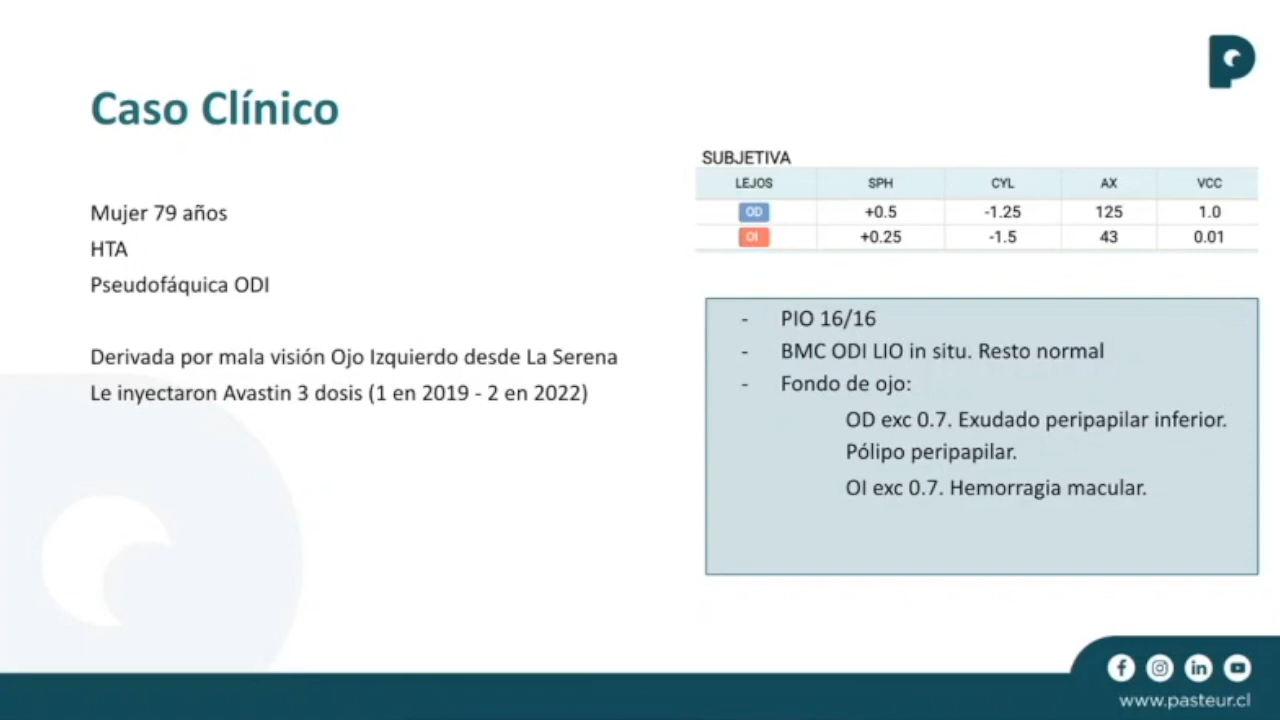 Caso Clínico
Mujer 79 años
HTA
Pseudofáquica ODI
Derivada por mala visión Ojo Izquierdo desde La Serena
Le inyectaron Avastin 3 dosis (1 en 2019 - 2 en 2022)
SUBJETIVA
LEJOS SPH CYL AX VCC
OD +0.5 -1.25 125 1.0
OI +0.25 -1.5 43 0.01
- PIO 16/16
- BMC ODI LIO in situ. Resto normal
- Fondo de ojo:
OD exc 0.7. Exudado peripapilar inferior.
Pólipo peripapilar.
OI exc 0.7. Hemorragia macular.
www.pasteur.cl